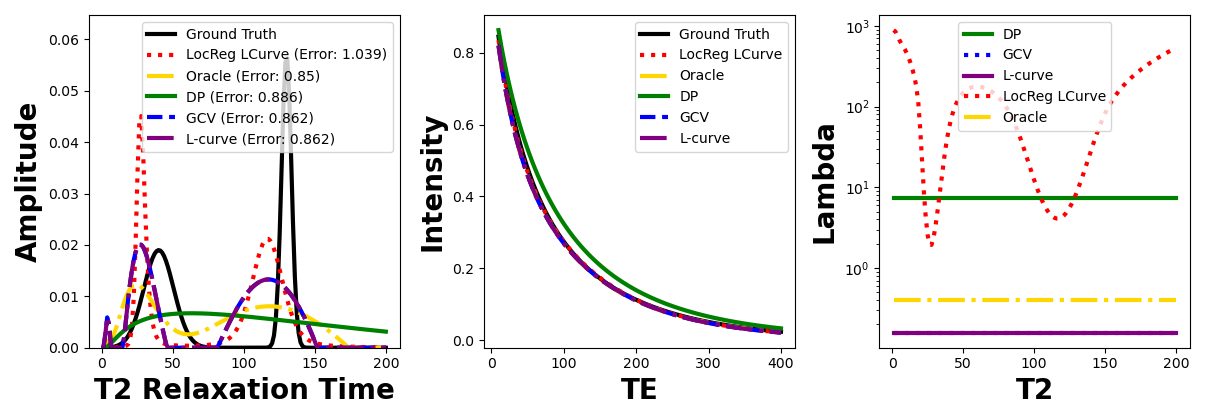 0.06
0.05
0.04
0.03
0.02
0.01
0.00
Amplitude
Ground Truth
LocReg LCurve (Error: 1.039)
Oracle (Error: 0.85)
DP (Error: 0.886)
GCV (Error: 0.862)
L-curve (Error: 0.862)
0 50 100 150 200
T2 Relaxation Time
0.8
0.6
0.4
0.2
0.0
Intensity
Ground Truth
LocReg LCurve
Oracle
DP
GCV
L-curve
0 100 200 300 400
TE
10³
10²
10¹
10⁰
Lambda
DP
GCV
L-curve
LocReg LCurve
Oracle
0 50 100 150 200
T2